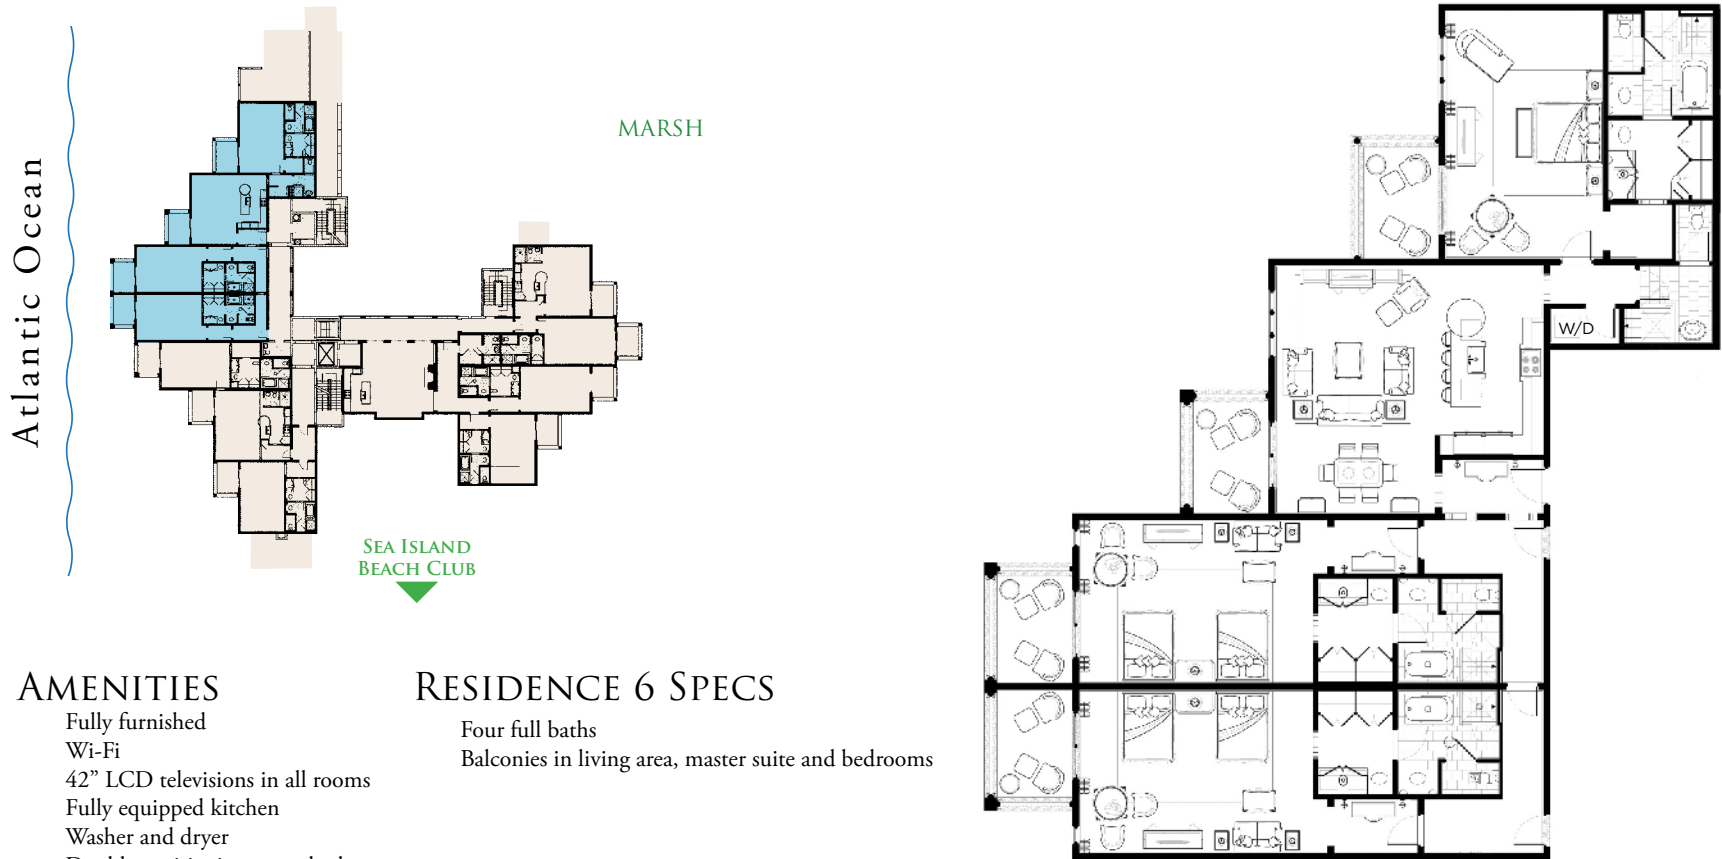 Atlantic Ocean
MARSH
SEA ISLAND
BEACH CLUB
W/D
AMENITIES
Fully furnished
Wi-Fi
42” LCD televisions in all rooms
Fully equipped kitchen
Washer and dryer
RESIDENCE 6 SPECS
Four full baths
Balconies in living area, master suite and bedrooms